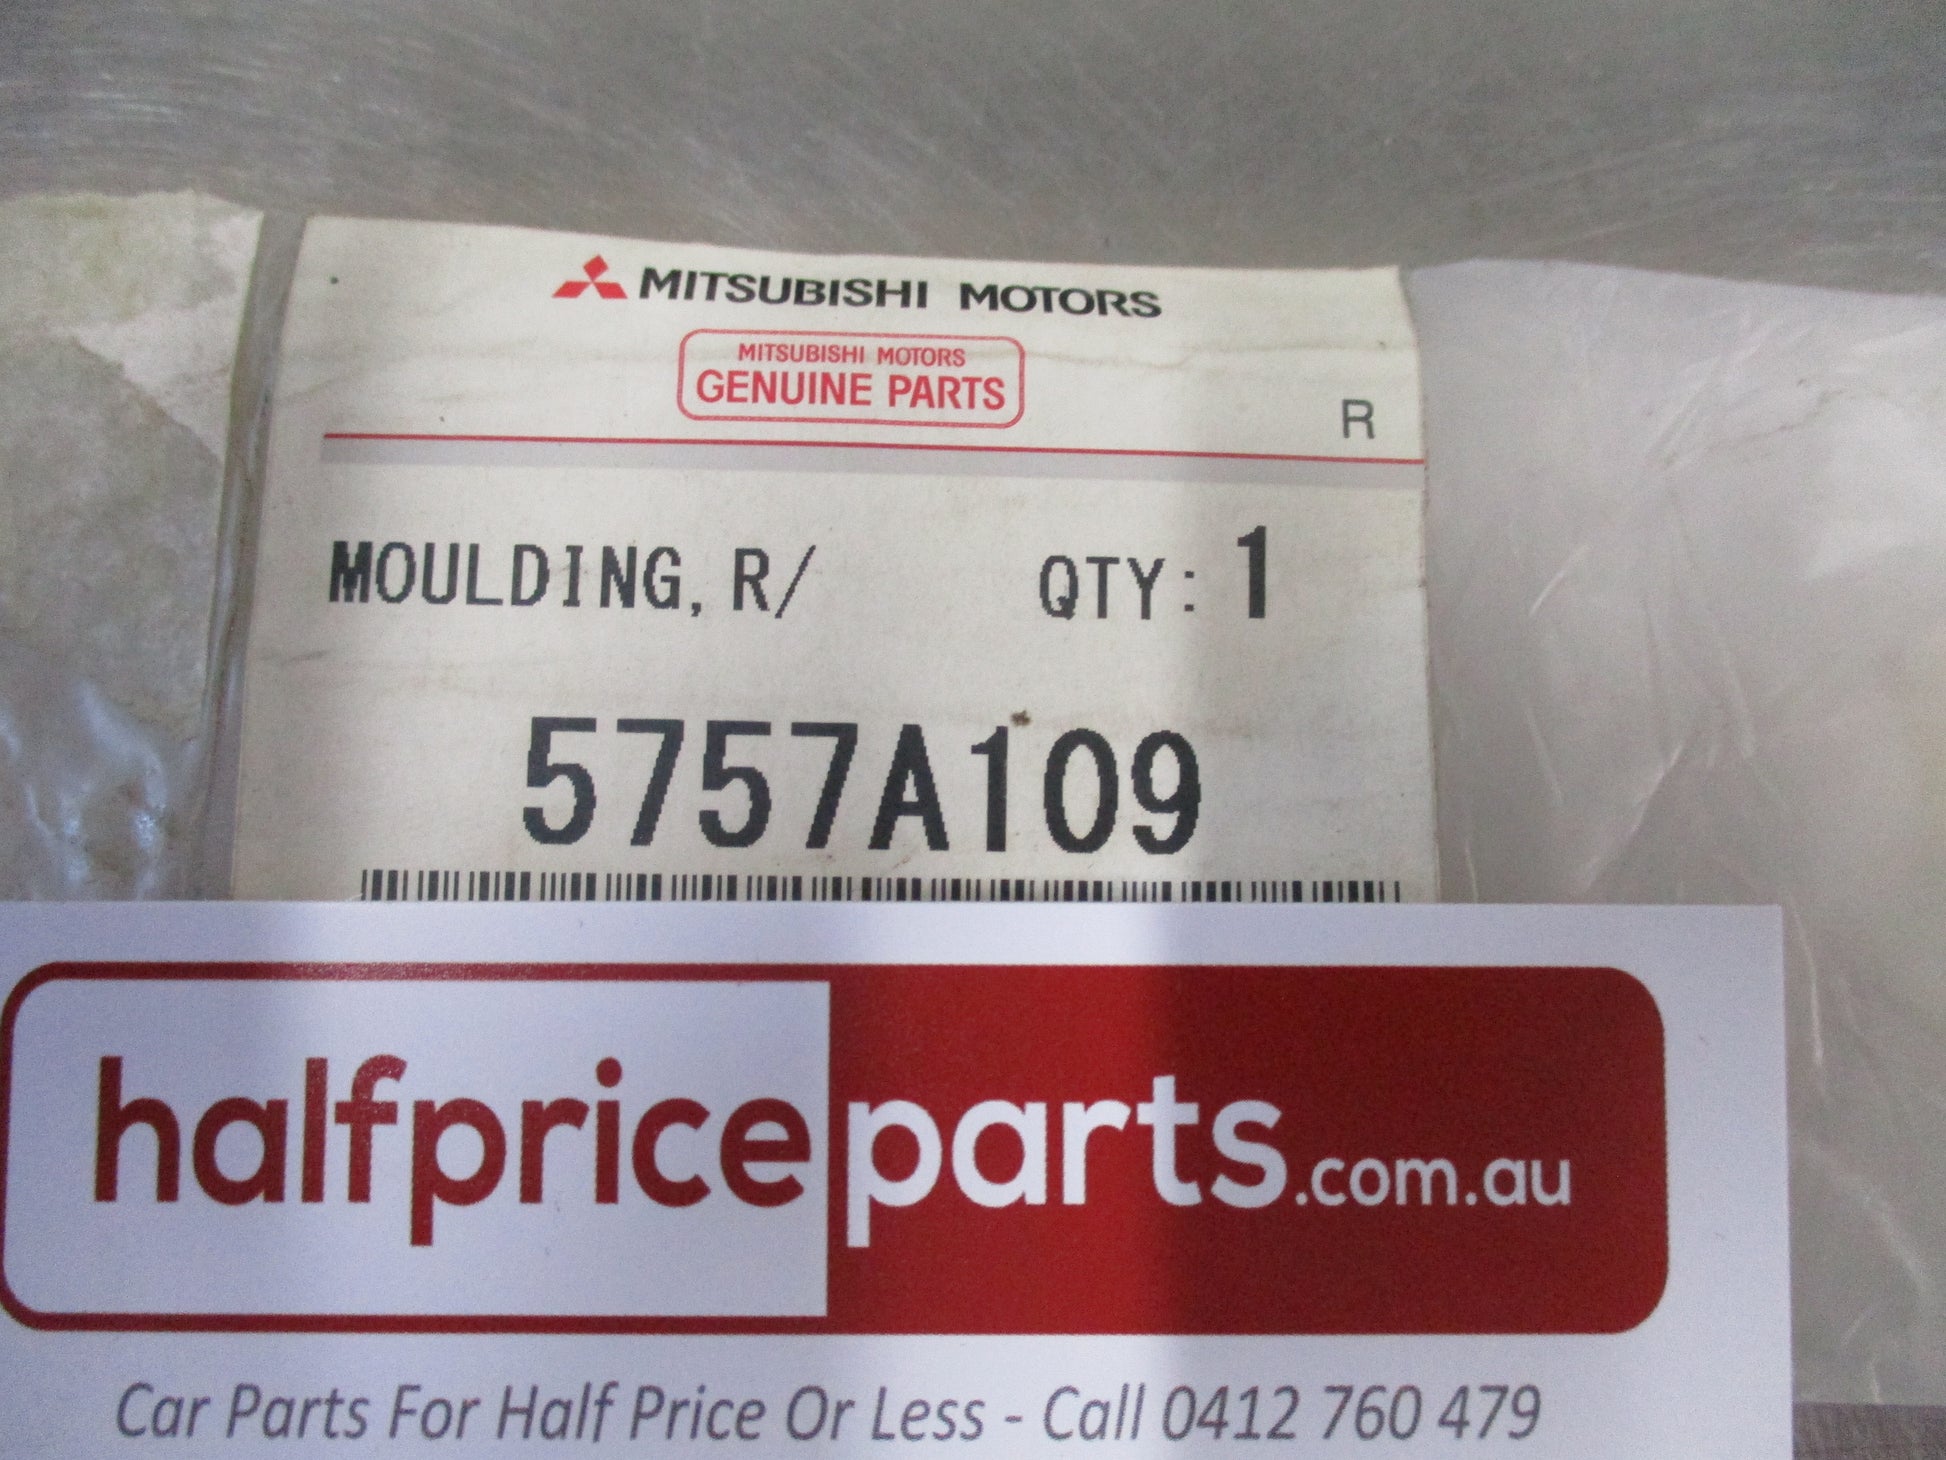 MITSUBISHI MOTORS
MITSUBISHI MOTORS
GENUINE PARTS
R
MOULDING, R/ QTY: 1
5757A109
halfpriceparts.com.au
Car Parts For Half Price Or Less - Call 0412 760 479